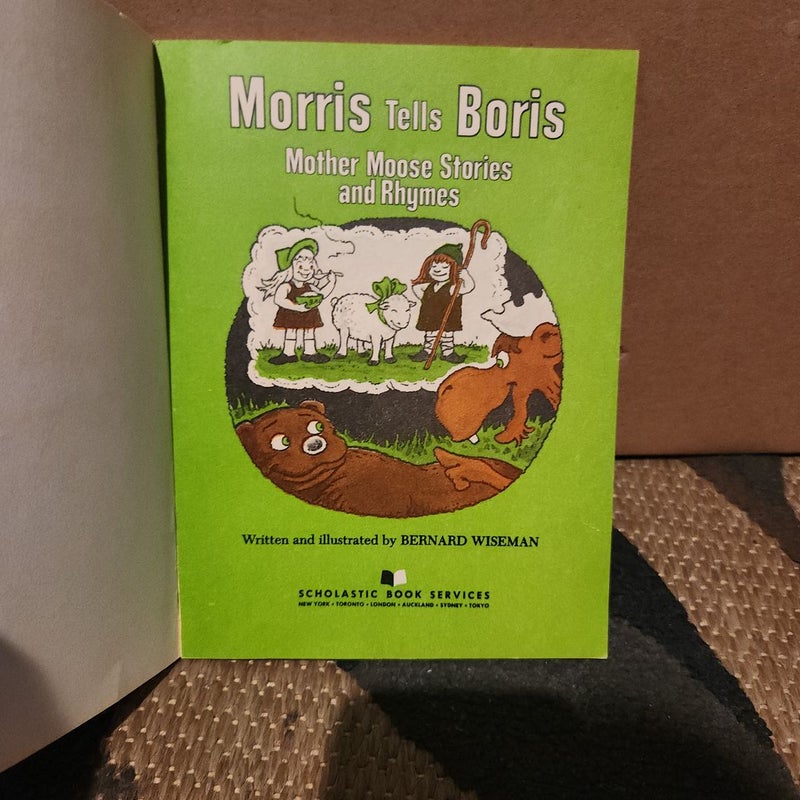 Morris Tells Boris
Mother Moose Stories
and Rhymes
Written and illustrated by BERNARD WISEMAN
SCHOLASTIC BOOK SERVICES
NEW YORK • TORONTO • LONDON • AUCKLAND • SYDNEY • TOKYO